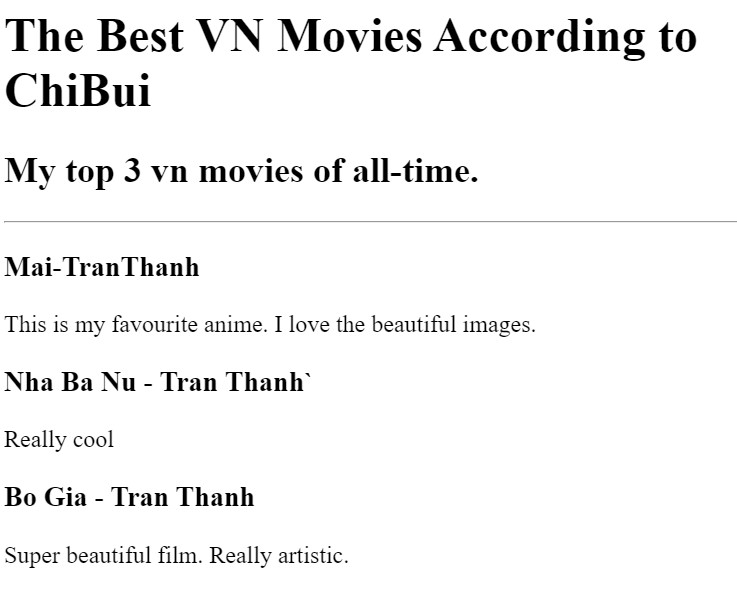 The Best VN Movies According to
ChiBui
My top 3 vn movies of all-time.
Mai-TranThanh
This is my favourite anime. I love the beautiful images.
Nha Ba Nu - Tran Thanh`
Really cool
Bo Gia - Tran Thanh
Super beautiful film. Really artistic.